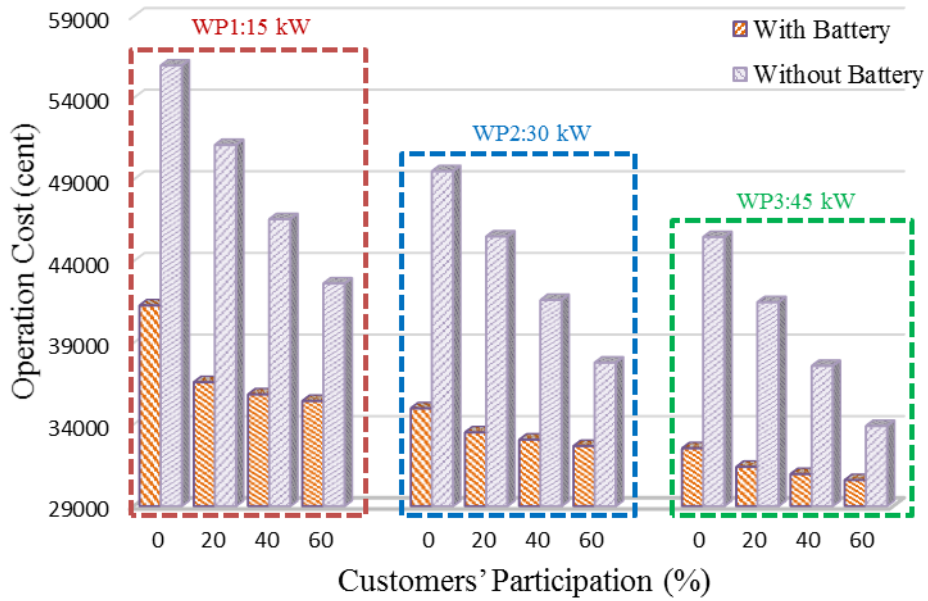 59000
54000
49000
44000
39000
34000
29000
Operation Cost (cent)
WP1:15 kW
WP2:30 kW
WP3:45 kW
With Battery
Without Battery
0 20 40 60 0 20 40 60 0 20 40 60
Customers' Participation (%)